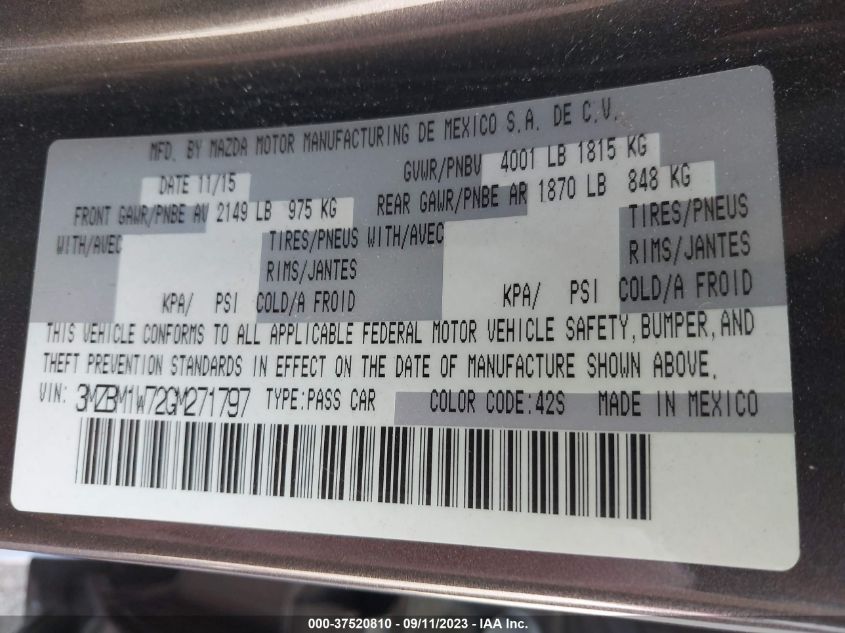 MFD. BY MAZDA MOTOR MANUFACTURING DE MEXICO S.A. DE C.V.
DATE 11/15 GVWR/PNBV 4001 LB 1815 KG
FRONT GAWR/PNBE AV 2149 LB 975 KG REAR GAWR/PNBE AR 1870 LB 848 KG
WITH/AVEC TIRES/PNEUS WITH/AVEC TIRES/PNEUS
RIMS/JANTES RIMS/JANTES
KPA/ PSI COLD/A FROID KPA/ PSI COLD/A FROID
THIS VEHICLE CONFORMS TO ALL APPLICABLE FEDERAL MOTOR VEHICLE SAFETY, BUMPER, AND
THEFT PREVENTION STANDARDS IN EFFECT ON THE DATE OF MANUFACTURE SHOWN ABOVE.
VIN: 3MZBM1W72GM271797 TYPE:PASS CAR COLOR CODE:42S MADE IN MEXICO
000-37520810 - 09/11/2023 - IAA Inc.